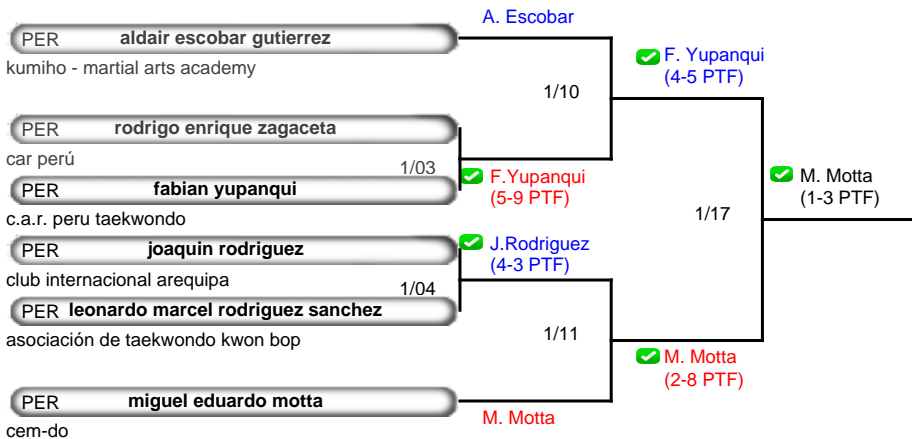 A. Escobar
PER aldair escobar gutierrez
kumiho - martial arts academy
F. Yupanqui
(4-5 PTF)
1/10
PER rodrigo enrique zagaceta
car perú
1/03
F.Yupanqui
(5-9 PTF)
PER fabian yupanqui
c.a.r. peru taekwondo
M. Motta
(1-3 PTF)
1/17
PER joaquin rodriguez
club internacional arequipa
J.Rodriguez
(4-3 PTF)
1/04
PER leonardo marcel rodriguez sanchez
asociación de taekwondo kwon bop
1/11
M. Motta
(2-8 PTF)
PER miguel eduardo motta
cem-do
M. Motta